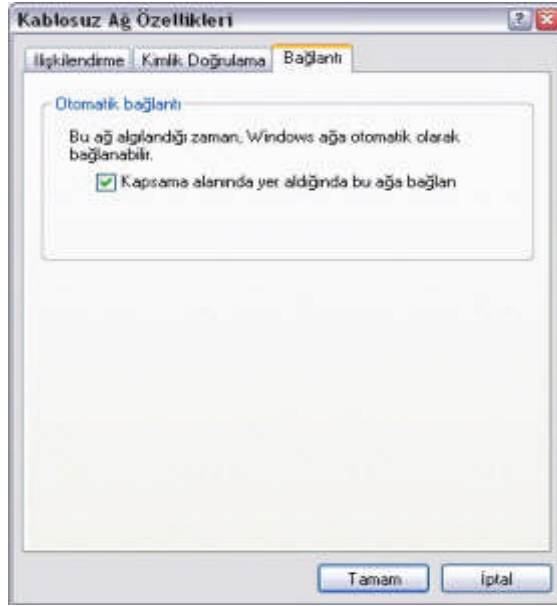 Kablosuz Ağ Özellikleri
İlişkilendirme Kimlik Doğrulama Bağlantı
Otomatik bağlantı
Bu ağ algılandığı zaman, Windows ağa otomatik olarak
bağlanabilir.
Kapsama alanında yer aldığında bu ağa bağlan
Tamam İptal